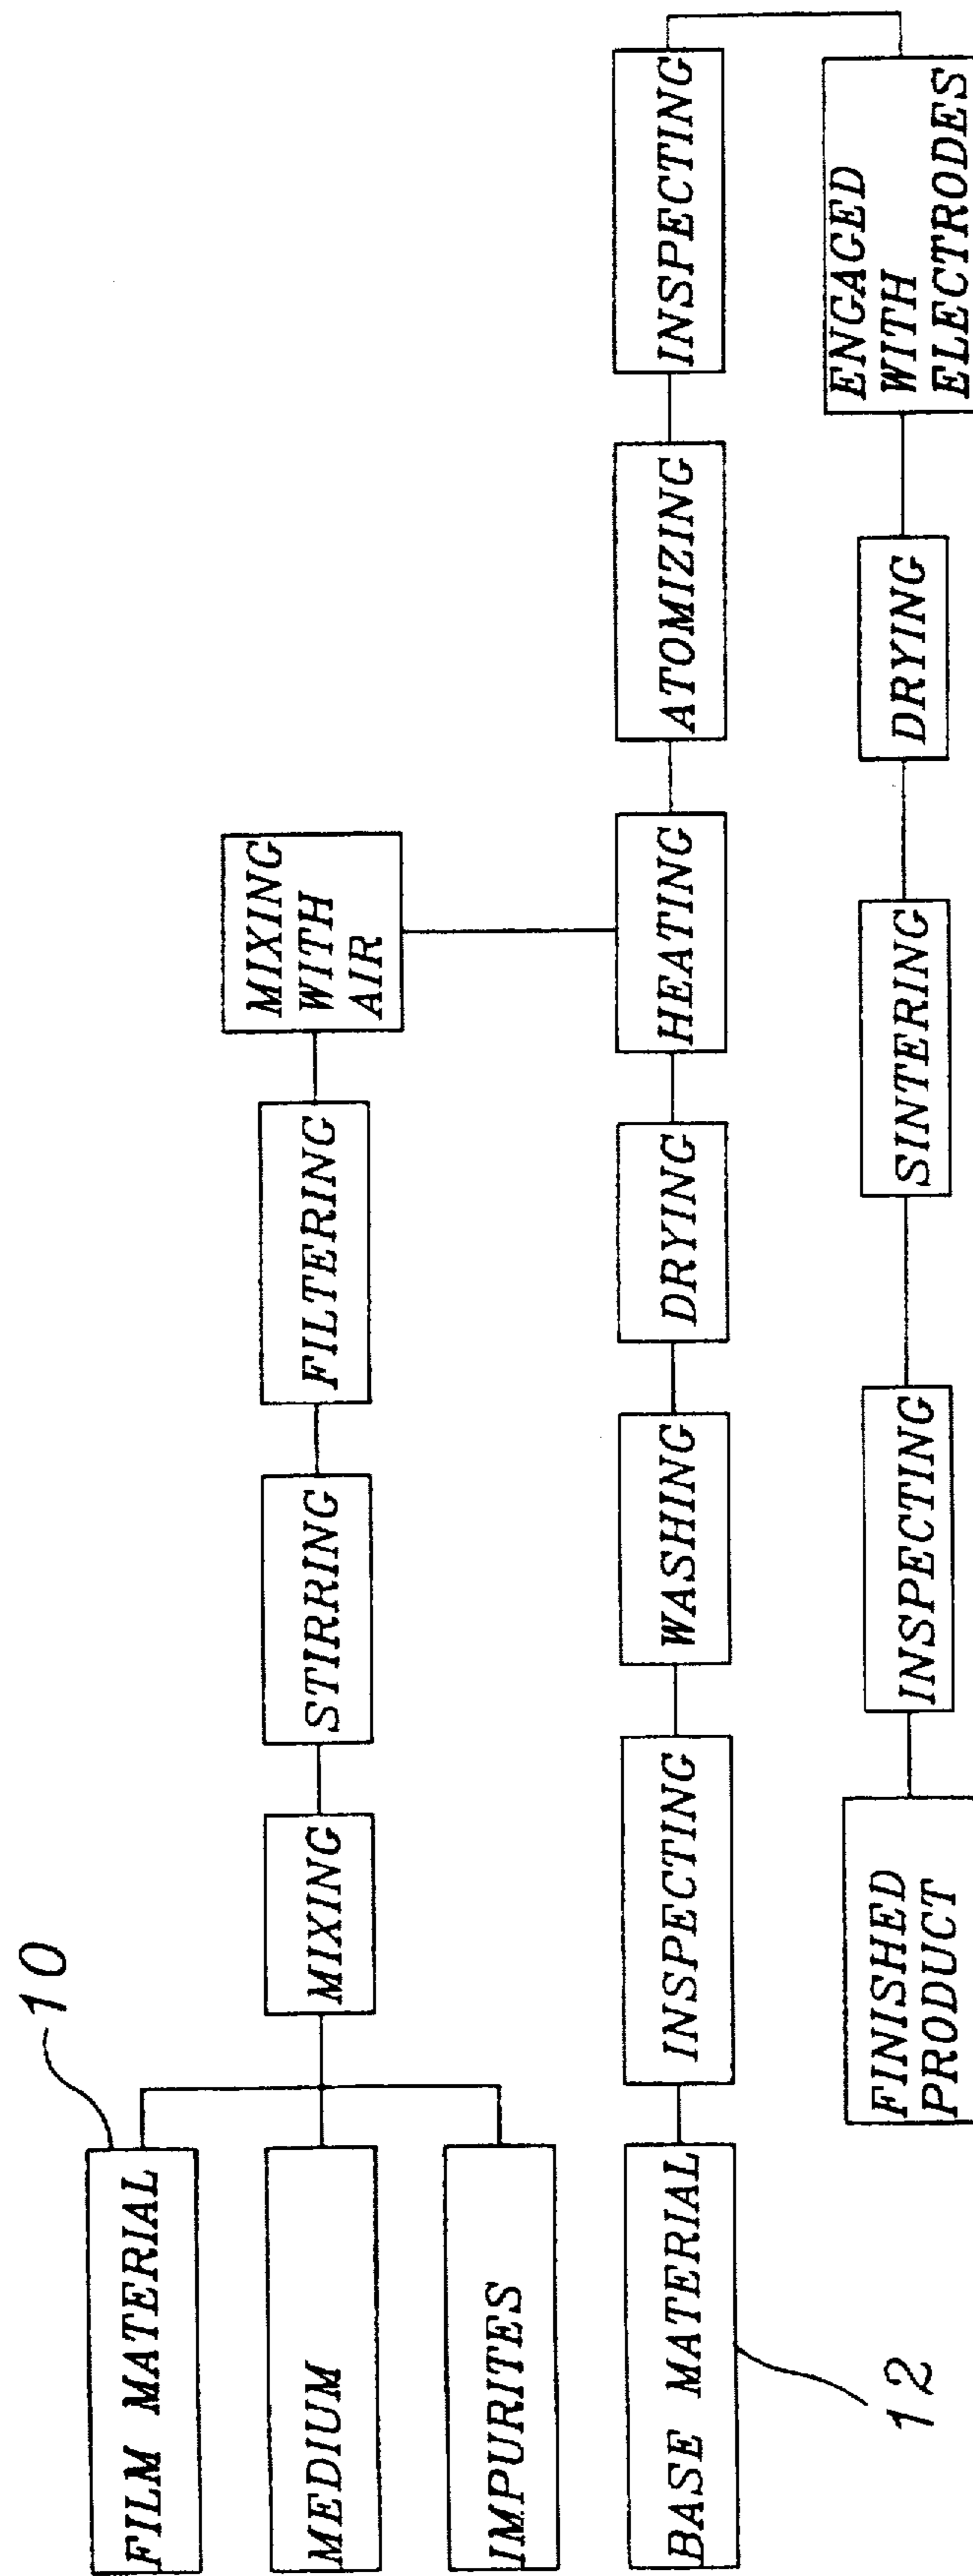 10
FILM MATERIAL
MEDIUM
IMPURITES
MIXING
STIRRING
FILTERING
MIXING
WITH
AIR
BASE MATERIAL
12
INSPECTING
WASHING
DRYING
HEATING
ATOMIZING
INSPECTING
ENGAGED
WITH
ELECTRODES
DRYING
SINTERING
INSPECTING
FINISHED
PRODUCT